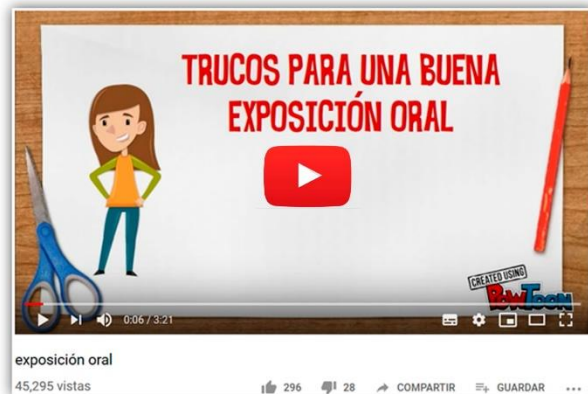 TRUCOS PARA UNA BUENA
EXPOSICIÓN ORAL
CREATED USING
POWTOON
0:06 / 3:21
exposición oral
45,295 vistas
296 28 COMPARTIR GUARDAR